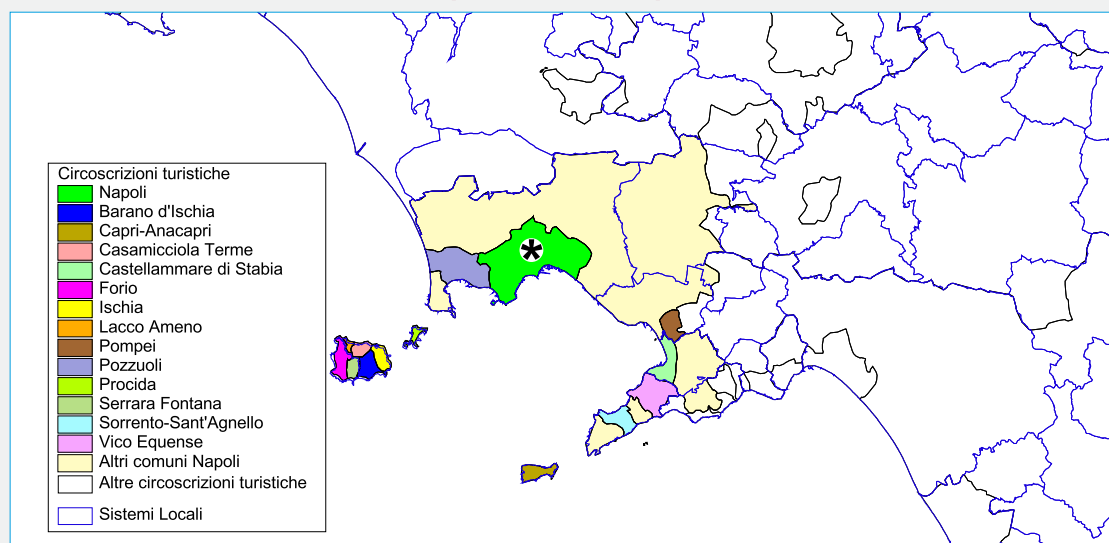 Circoscrizioni turistiche
Napoli
Barano d'Ischia
Capri-Anacapri
Casamicciola Terme
Castellammare di Stabia
Forio
Ischia
Lacco Ameno
Pompei
Pozzuoli
Procida
Serrara Fontana
Sorrento-Sant'Agnello
Vico Equense
Altri comuni Napoli
Altre circoscrizioni turistiche
Sistemi Locali
*